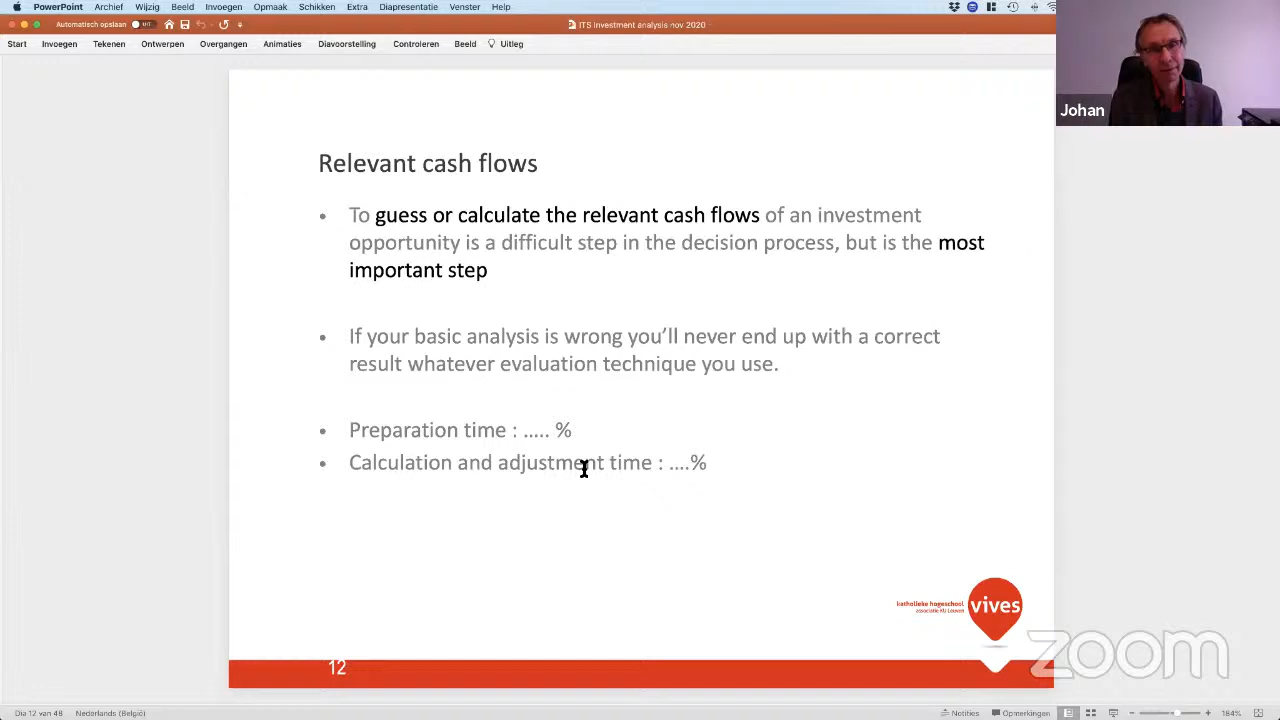 PowerPoint Archief Bewerken Beeld Invoegen Opmaak Schikken Extra Diapresentatie Venster Help
Automatisch opslaan UIT ITS Investment analysis nov 2020
Start Invoegen Tekenen Ontwerpen Overgangen Animaties Diavoorstelling Controleren Beeld Uitleg
Johan
Relevant cash flows
• To guess or calculate the relevant cash flows of an investment
opportunity is a difficult step in the decision process, but is the most
important step
• If your basic analysis is wrong you’ll never end up with a correct
result whatever evaluation technique you use.
• Preparation time : ..... %
• Calculation and adjustment time : ....%
katholieke hogeschool
associatie KU Leuven
vives
zoom
12
Dia 12 van 48 Nederlands (België) Notities Opmerkingen 184%